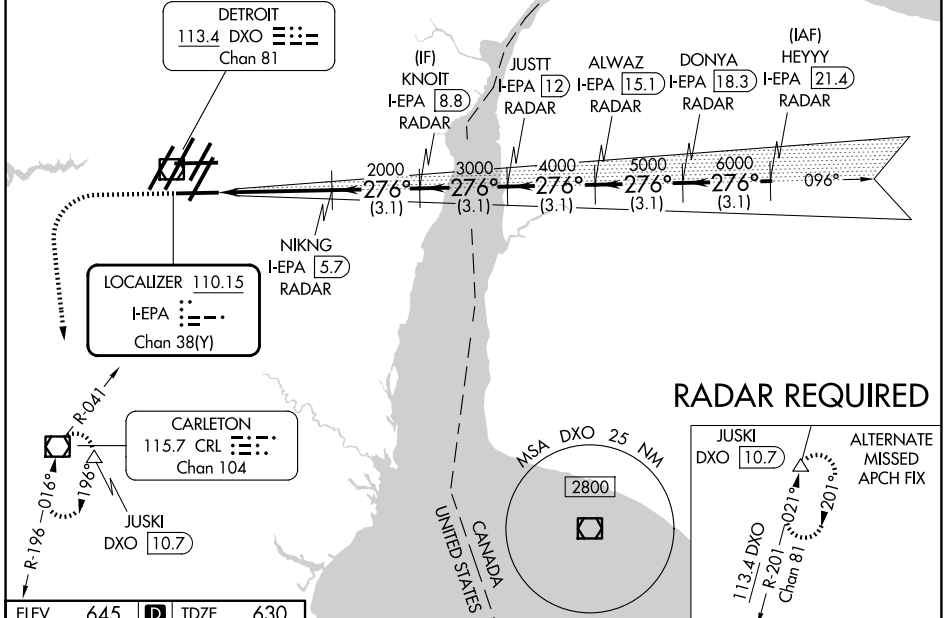 DETROIT
113.4 DXO
Chan 81
(IF)
KNOIT
I-EPA 8.8
RADAR
JUSTT
I-EPA 12
RADAR
ALWAZ
I-EPA 15.1
RADAR
DONYA
I-EPA 18.3
RADAR
(IAF)
HEYYY
I-EPA 21.4
RADAR
2000
276°
(3.1)
3000
276°
(3.1)
4000
276°
(3.1)
5000
276°
(3.1)
6000
276°
(3.1)
096°
NIKNG
I-EPA 5.7
RADAR
LOCALIZER 110.15
I-EPA
Chan 38(Y)
R-041
CARLETON
115.7 CRL
Chan 104
R-196
016°
196°
JUSKI
DXO 10.7
MSA DXO 25 NM
2800
CANADA
UNITED STATES
RADAR REQUIRED
JUSKI
DXO 10.7
ALTERNATE
MISSED
APCH FIX
021°
201°
113.4 DXO
R-201
Chan 81
ELEV 645 D TDZE 630